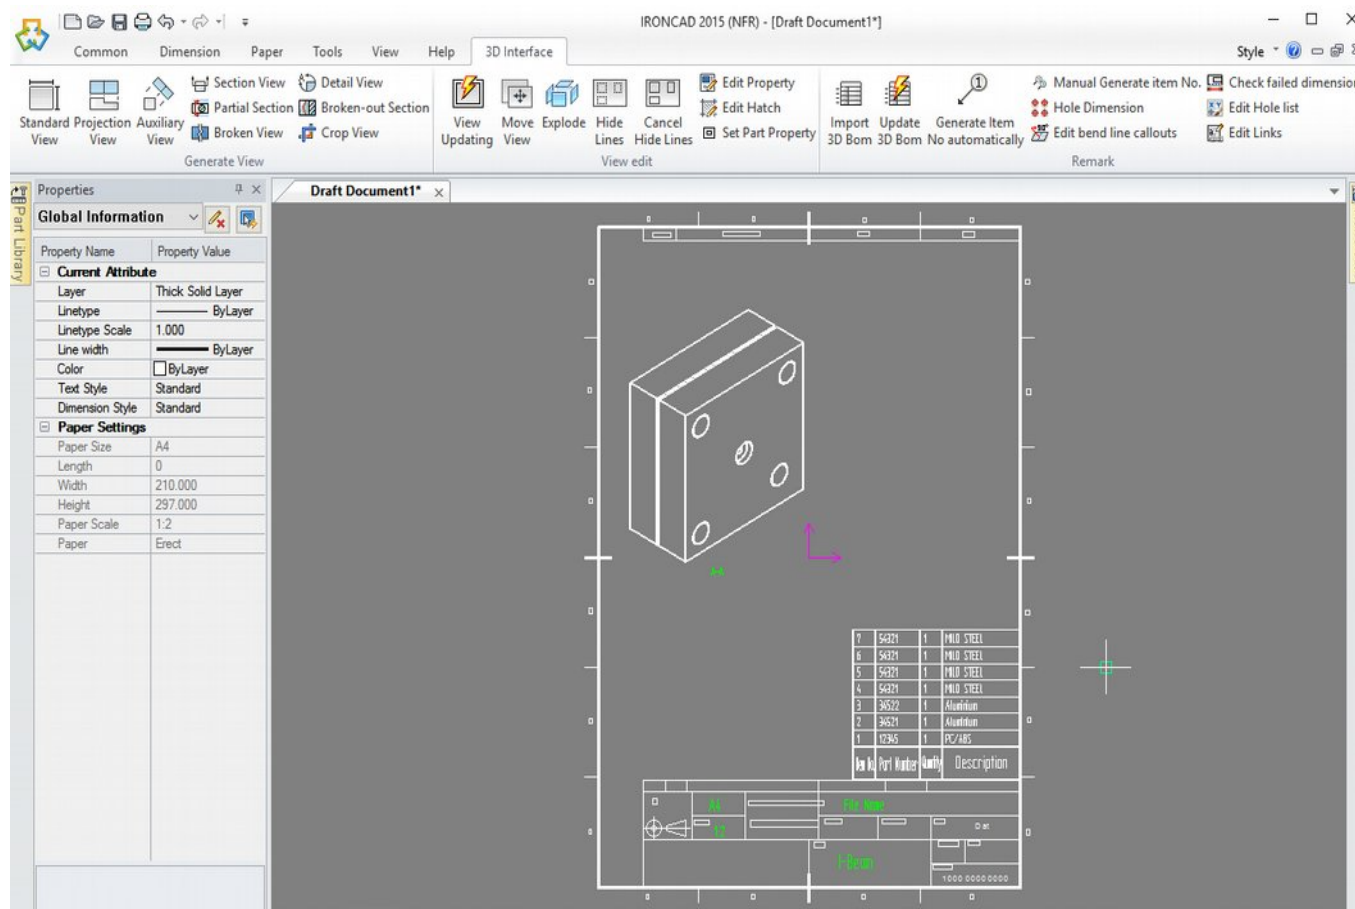 IRONCAD 2015 (NFR) - [Draft Document1*]
Common Dimension Paper Tools View Help 3D Interface Style
Standard View
Projection View
Auxiliary View
Section View
Partial Section
Broken View
Detail View
Broken-out Section
Crop View
Generate View
View Updating
Move View
Explode
Hide Lines
Cancel Hide Lines
Edit Property
Edit Hatch
Set Part Property
View edit
Import 3D Bom
Update 3D Bom
Generate Item No automatically
Manual Generate item No.
Hole Dimension
Edit bend line callouts
Check failed dimension
Edit Hole list
Edit Links
Remark
Part Library
Properties
Global Information
Property Name Property Value
Current Attribute
Layer Thick Solid Layer
Linetype ByLayer
Linetype Scale 1.000
Line width ByLayer
Color ByLayer
Text Style Standard
Dimension Style Standard
Paper Settings
Paper Size A4
Length 0
Width 210.000
Height 297.000
Paper Scale 1:2
Paper Erect
Draft Document1*
7 54321 1 MILD STEEL
6 54321 1 MILD STEEL
5 54321 1 MILD STEEL
4 54321 1 MILD STEEL
3 34522 1 Aluminium
2 34521 1 Aluminium
1 12345 1 PC/ABS
Item No Part Number Quantity Description
A4
File Name
1:2
I-Beam